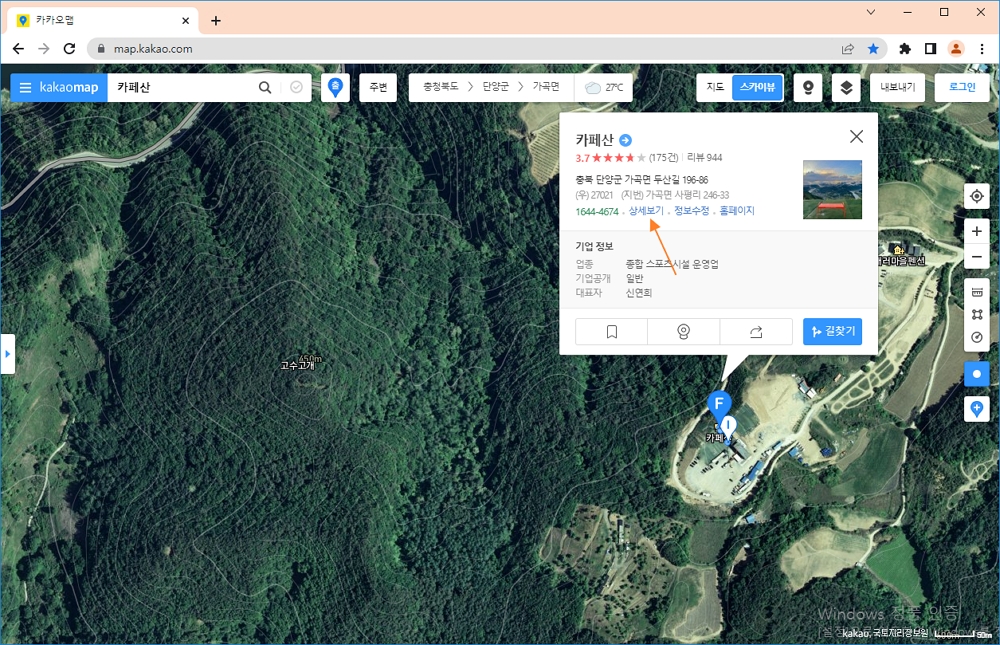 카카오맵
map.kakao.com
kakaomap
카페산
출
주변
충청북도 > 단양군 > 가곡면
27℃
지도
스카이뷰
내보내기
로그인
카페산
3.7 ★★★★★ (175건) 리뷰 944
충북 단양군 가곡면 두산길 196-86
(우) 27021 (지번) 가곡면 사평리 246-33
1644-4674 상세보기 정보수정 홈페이지
기업 정보
업종 종합 스포츠시설 운영업
기업공개 일반
대표자 신연희
길찾기
450m
고수고개
F
I
카페산
Windows 정품 인증
kakao, 국토지리정보원
50m